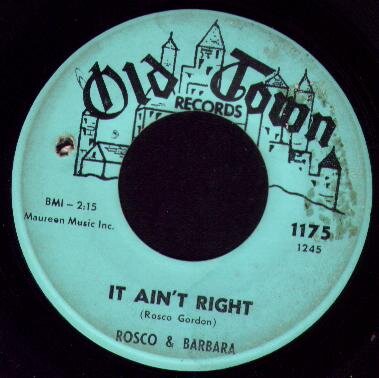 Old Town
RECORDS
BMI - 2:15
Maureen Music Inc.
1175
1245
IT AIN'T RIGHT
(Rosco Gordon)
ROSCO & BARBARA